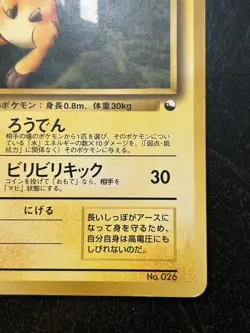 ポケモン：身長0.8m、体重30kg
ろうでん
相手の場のポケモンから1匹を選び、そのポケモンについ
ている「水」エネルギーの数×10ダメージを、「弱点・抵
抗力」に関係なく）そのポケモンに与える。
ビリビリキック 30
コインを投げて「おもて」なら、相手を
「マヒ」状態にする。
にげる
長いしっぽがアースに
なって身を守るため、
自分自身は高電圧にも
しびれないのだ。
No. 026